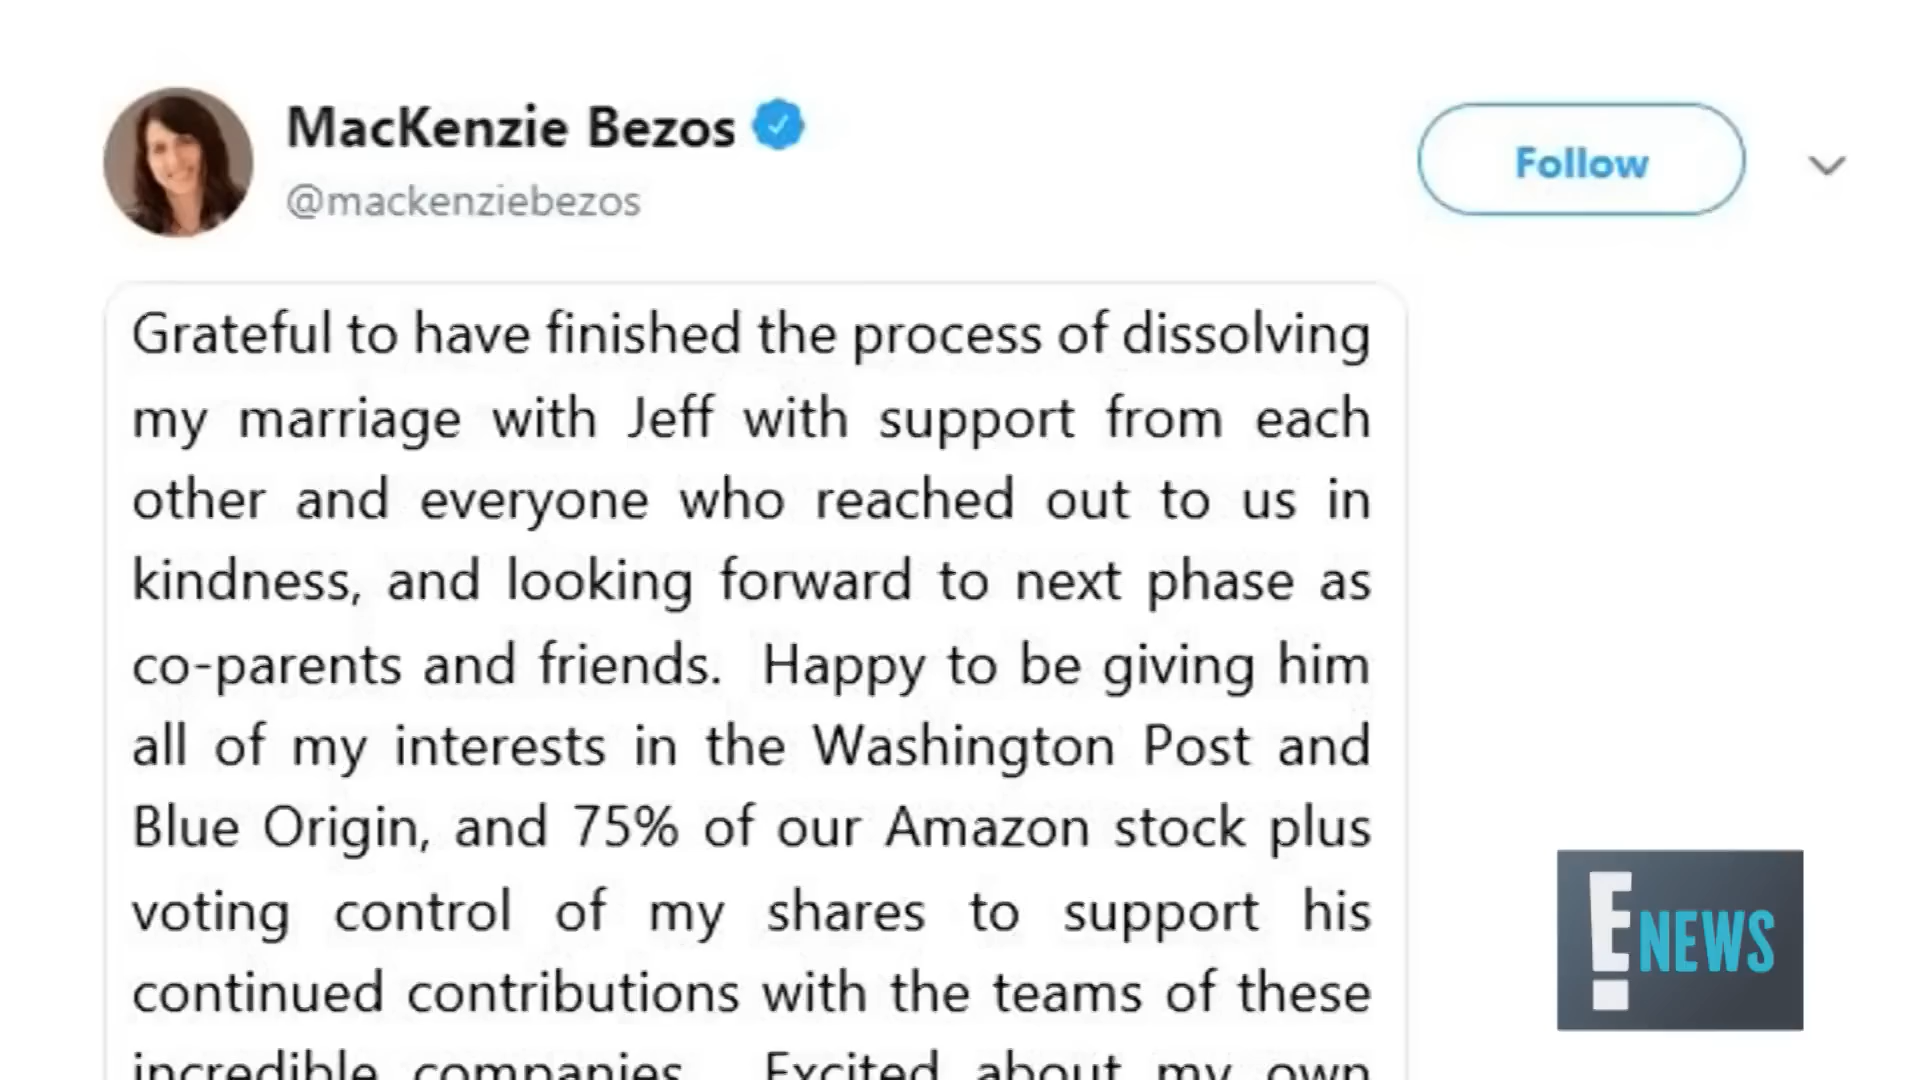 MacKenzie Bezos
@mackenziebezos
Follow
Grateful to have finished the process of dissolving
my marriage with Jeff with support from each
other and everyone who reached out to us in
kindness, and looking forward to next phase as
co-parents and friends.  Happy to be giving him
all of my interests in the Washington Post and
Blue Origin, and 75% of our Amazon stock plus
voting control of my shares to support his
continued contributions with the teams of these
incredible companies.  Excited about my own
E! NEWS